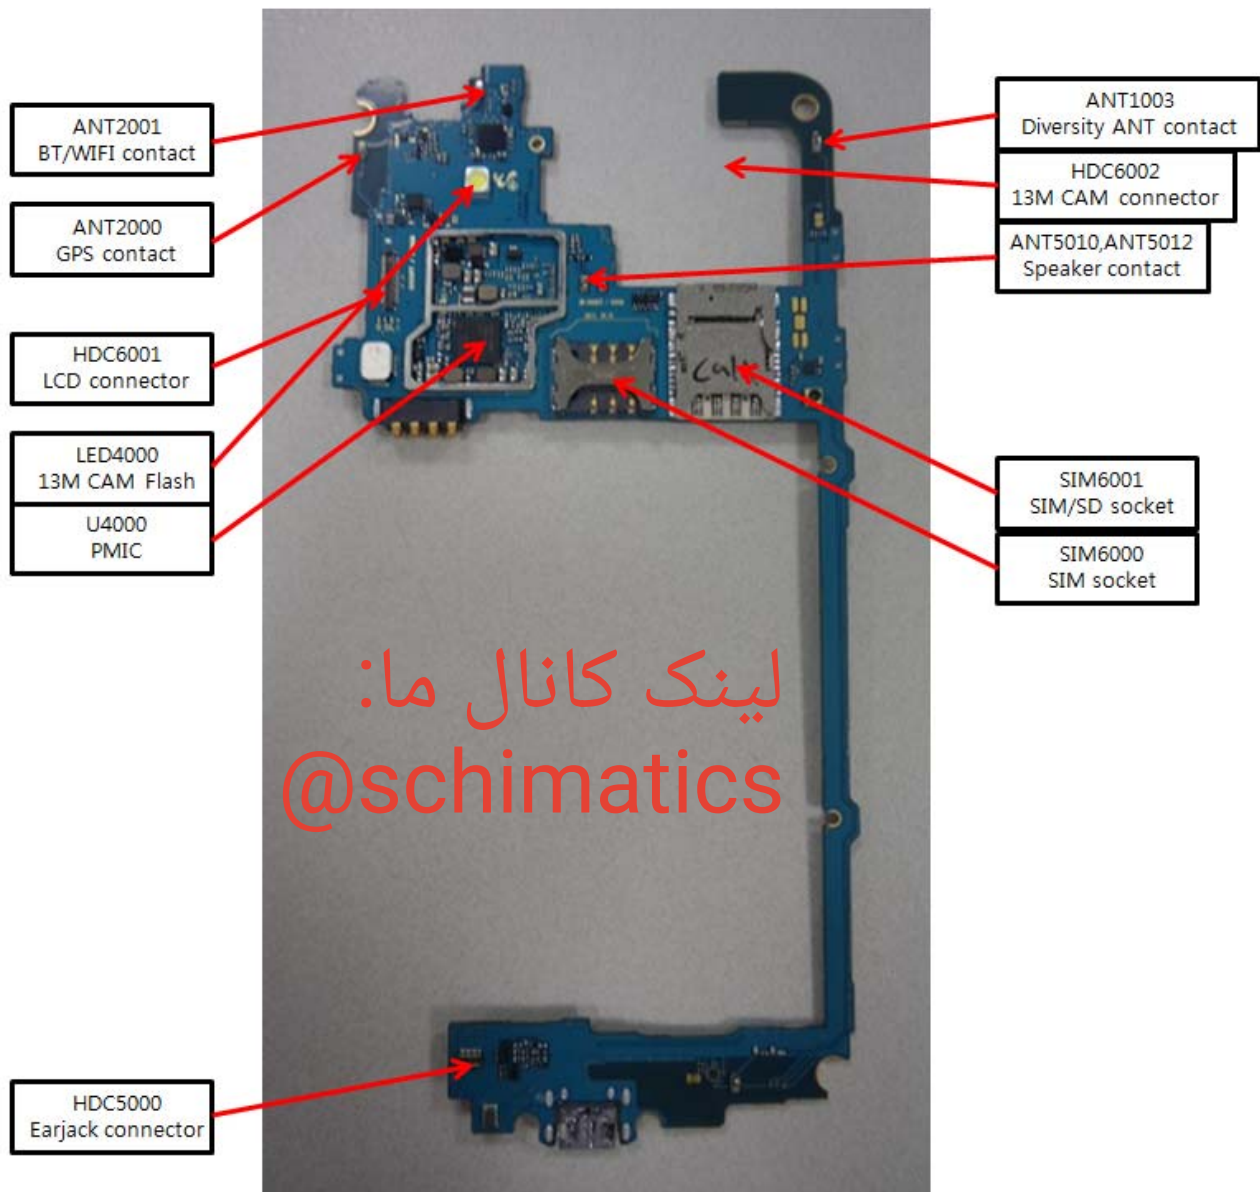 ANT2001
BT/WIFI contact
ANT2000
GPS contact
HDC6001
LCD connector
LED4000
13M CAM Flash
U4000
PMIC
HDC5000
Earjack connector
ANT1003
Diversity ANT contact
HDC6002
13M CAM connector
ANT5010,ANT5012
Speaker contact
SIM6001
SIM/SD socket
SIM6000
SIM socket
لینک کانال ما:
@schimatics